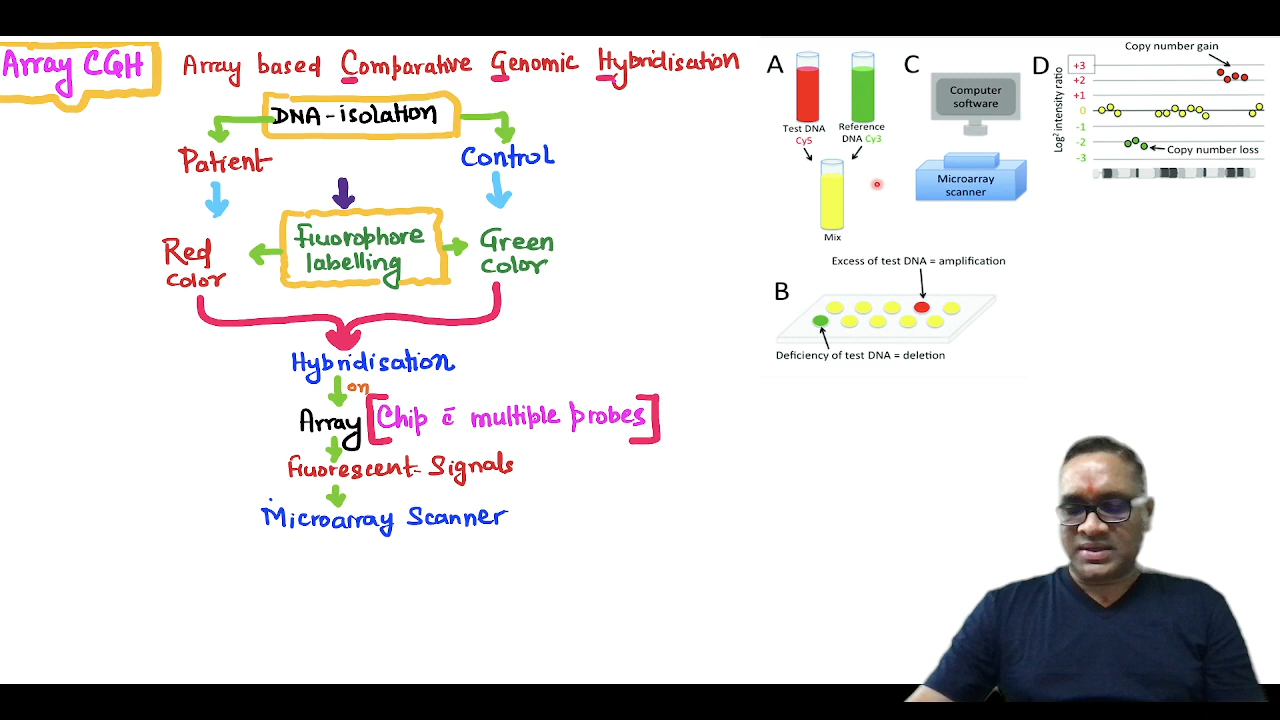 Array CGH
Array based Comparative Genomic Hybridisation
DNA-isolation
Patient
Control
Fluorophore
labelling
Red
color
Green
color
Hybridisation
on
Array [Chip c̄ multiple probes]
Fluorescent Signals
Microarray Scanner
A
Test DNA
Cy5
Reference
DNA Cy3
Mix
B
Excess of test DNA = amplification
Deficiency of test DNA = deletion
C
Computer
software
Microarray
scanner
D
Copy number gain
Log² intensity ratio
+3
+2
+1
0
-1
-2
-3
Copy number loss